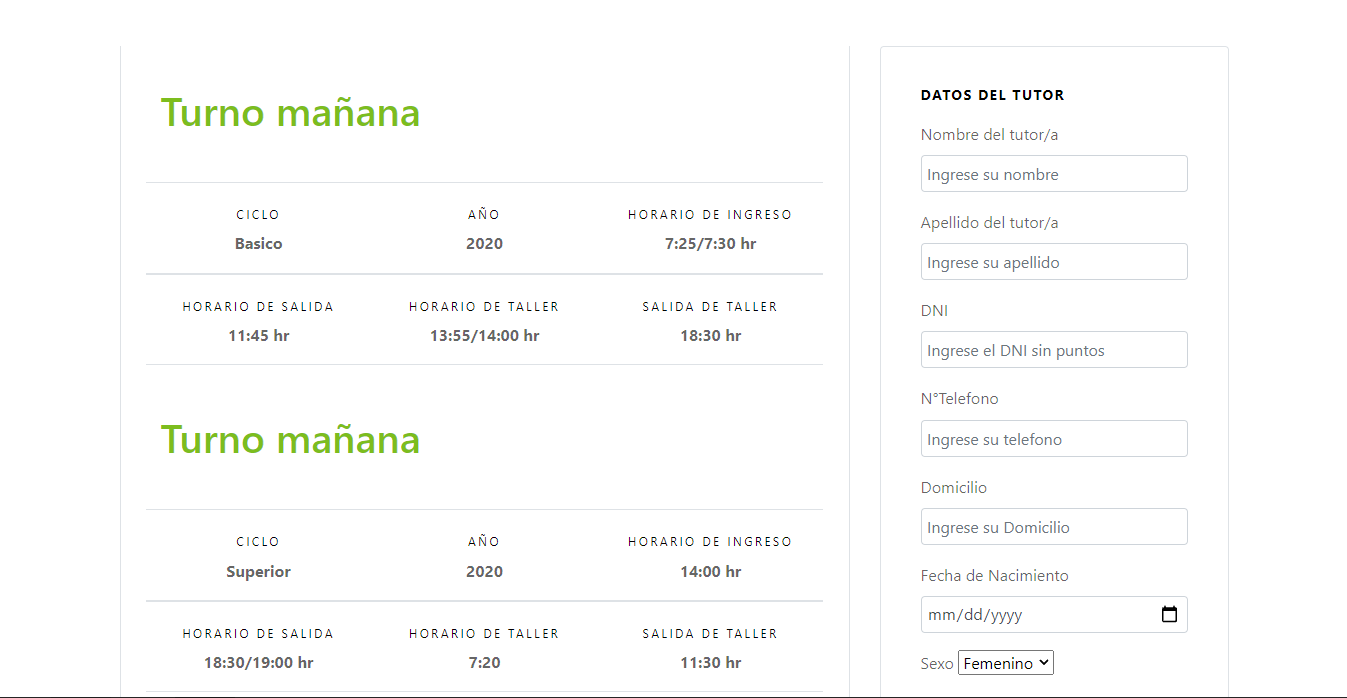 Turno mañana
CICLO AÑO HORARIO DE INGRESO
Basico 2020 7:25/7:30 hr
HORARIO DE SALIDA HORARIO DE TALLER SALIDA DE TALLER
11:45 hr 13:55/14:00 hr 18:30 hr
Turno mañana
CICLO AÑO HORARIO DE INGRESO
Superior 2020 14:00 hr
HORARIO DE SALIDA HORARIO DE TALLER SALIDA DE TALLER
18:30/19:00 hr 7:20 11:30 hr
DATOS DEL TUTOR
Nombre del tutor/a
Ingrese su nombre
Apellido del tutor/a
Ingrese su apellido
DNI
Ingrese el DNI sin puntos
N°Telefono
Ingrese su telefono
Domicilio
Ingrese su Domicilio
Fecha de Nacimiento
mm/dd/yyyy
Sexo Femenino